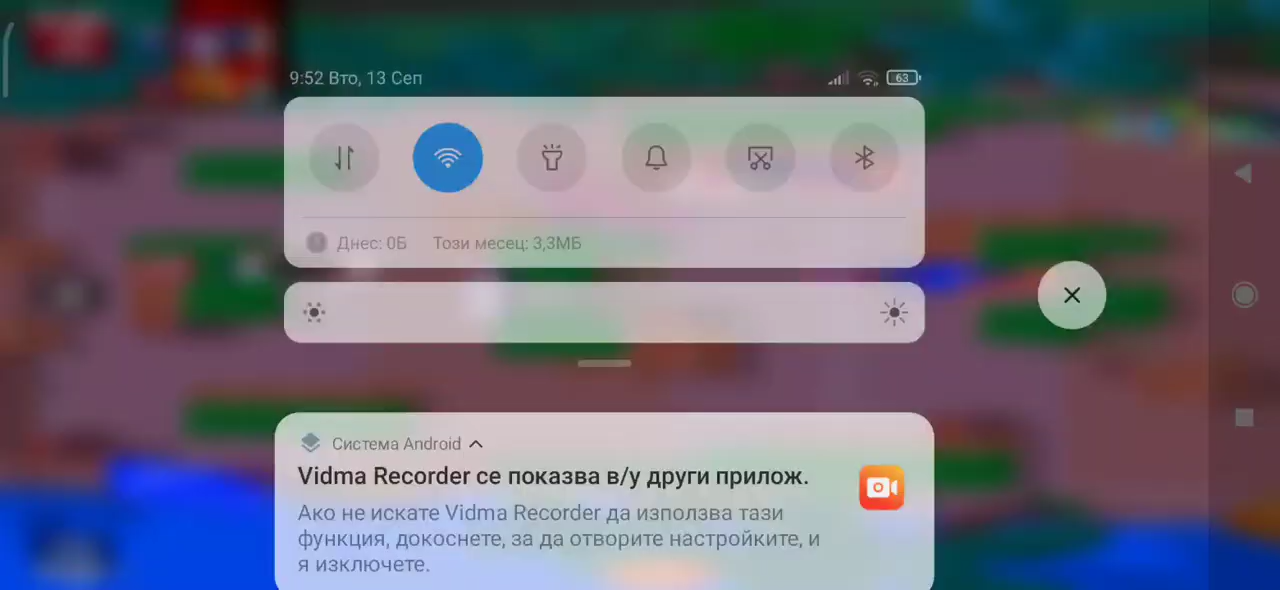 9:52 Вто, 13 Сеп
63
Днес: 0Б Този месец: 3,3МБ
Система Android
Vidma Recorder се показва в/у други прилож.
Ако не искате Vidma Recorder да използва тази
функция, докоснете, за да отворите настройките, и
я изключете.